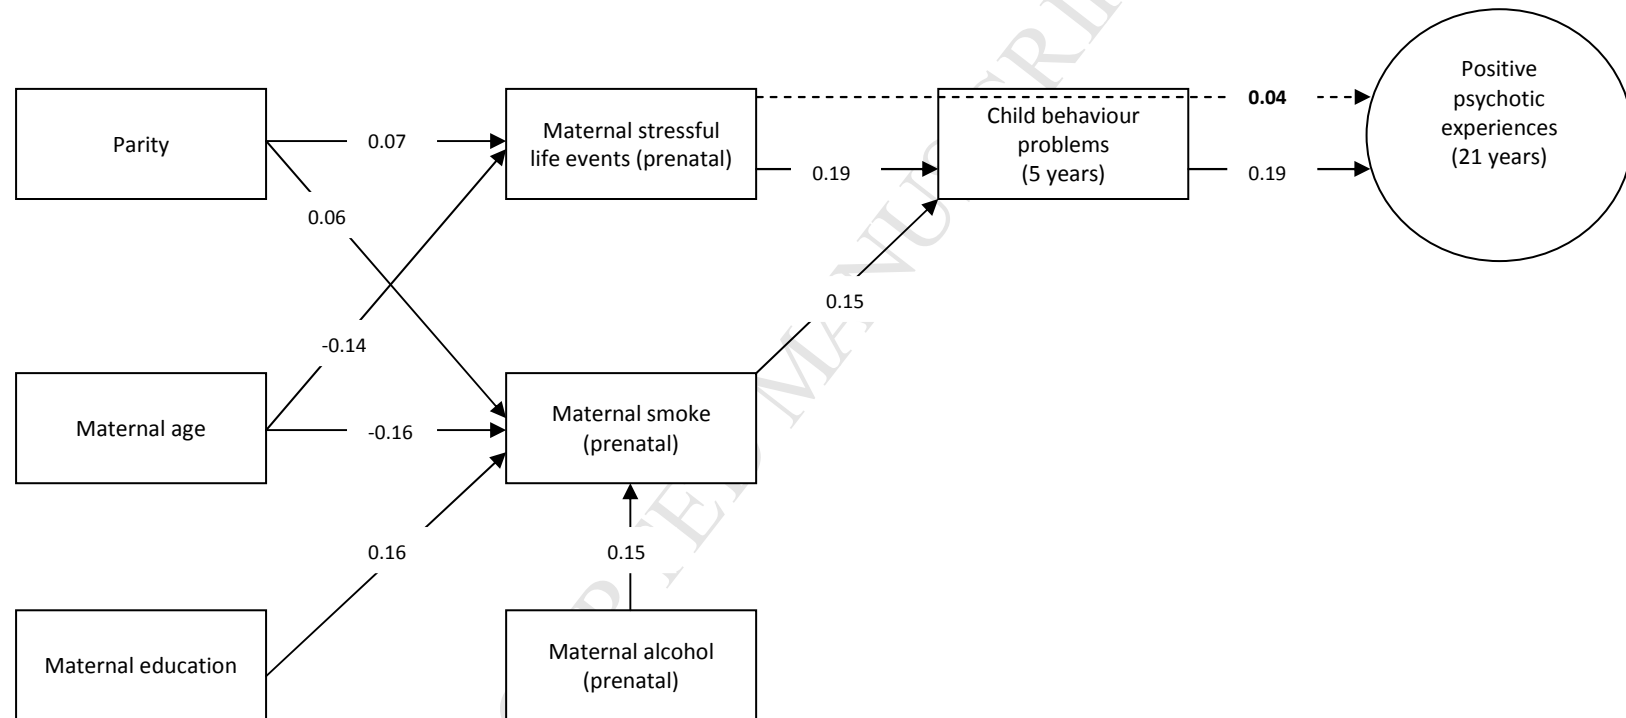 Positive
psychotic
experiences
(21 years)
Parity
0.07
Maternal stressful
life events (prenatal)
0.04
Child behaviour
problems
(5 years)
0.19
0.19
0.06
-0.14
0.15
Maternal age
-0.16
Maternal smoke
(prenatal)
0.16
0.15
Maternal education
Maternal alcohol
(prenatal)